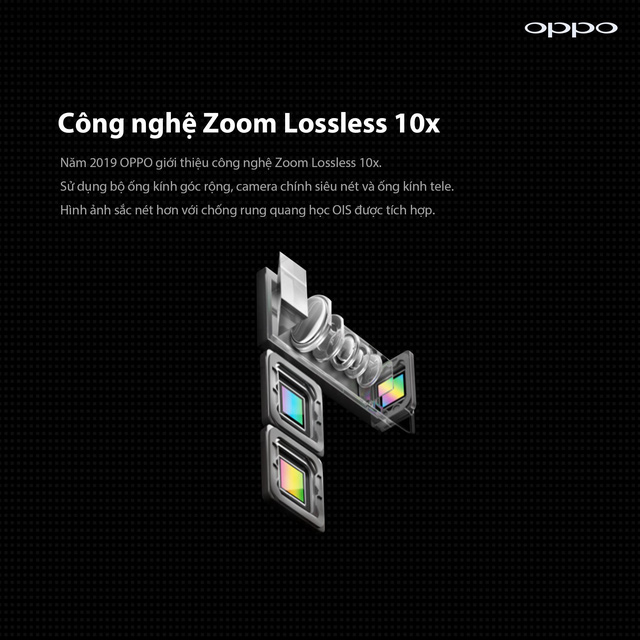 oppo
Công nghệ Zoom Lossless 10x
Năm 2019 OPPO giới thiệu công nghệ Zoom Lossless 10x.
Sử dụng bộ ống kính góc rộng, camera chính siêu nét và ống kính tele.
Hình ảnh sắc nét hơn với chống rung quang học OIS được tích hợp.